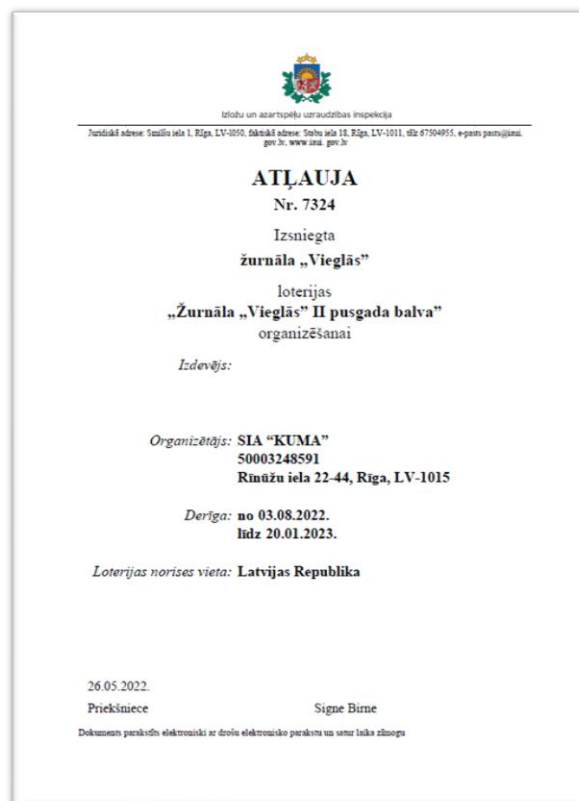 Izložu un azartspēļu uzraudzības inspekcija
Juridiskā adrese: Smilšu iela 1, Rīga, LV-1050, faktiskā adrese: Stabu iela 18, Rīga, LV-1011, tālr. 67504955, e-pasts pasts@iaui.
gov.lv, www.iaui. gov.lv
ATĻAUJA
Nr. 7324
Izsniegta
žurnāla „Vieglās”
loterijas
„Žurnāla „Vieglās” II pusgada balva”
organizēšanai
Izdevējs:
Organizētājs: SIA “KUMA”
50003248591
Rīnūžu iela 22-44, Rīga, LV-1015
Derīga: no 03.08.2022.
līdz 20.01.2023.
Loterijas norises vieta: Latvijas Republika
26.05.2022.
Priekšniece Signe Birne
Dokuments parakstīts elektroniski ar drošu elektronisko parakstu un satur laika zīmogu